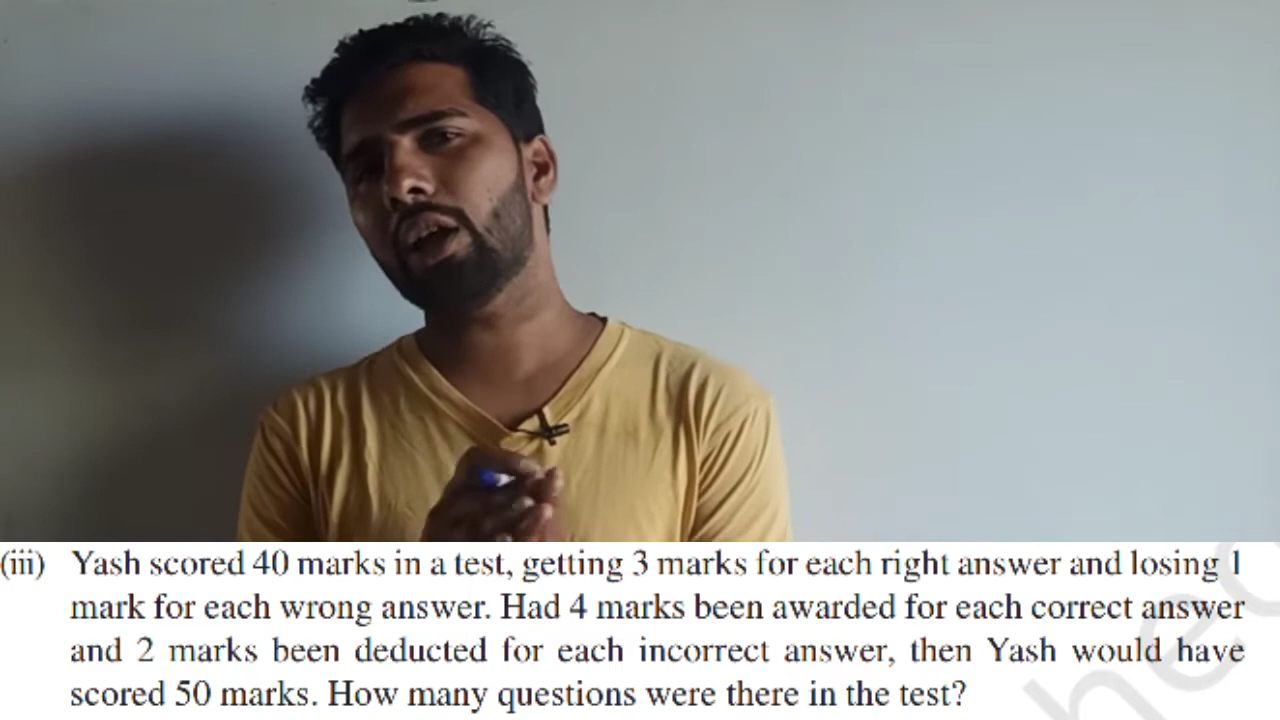 (iii) Yash scored 40 marks in a test, getting 3 marks for each right answer and losing 1
mark for each wrong answer. Had 4 marks been awarded for each correct answer
and 2 marks been deducted for each incorrect answer, then Yash would have
scored 50 marks. How many questions were there in the test?